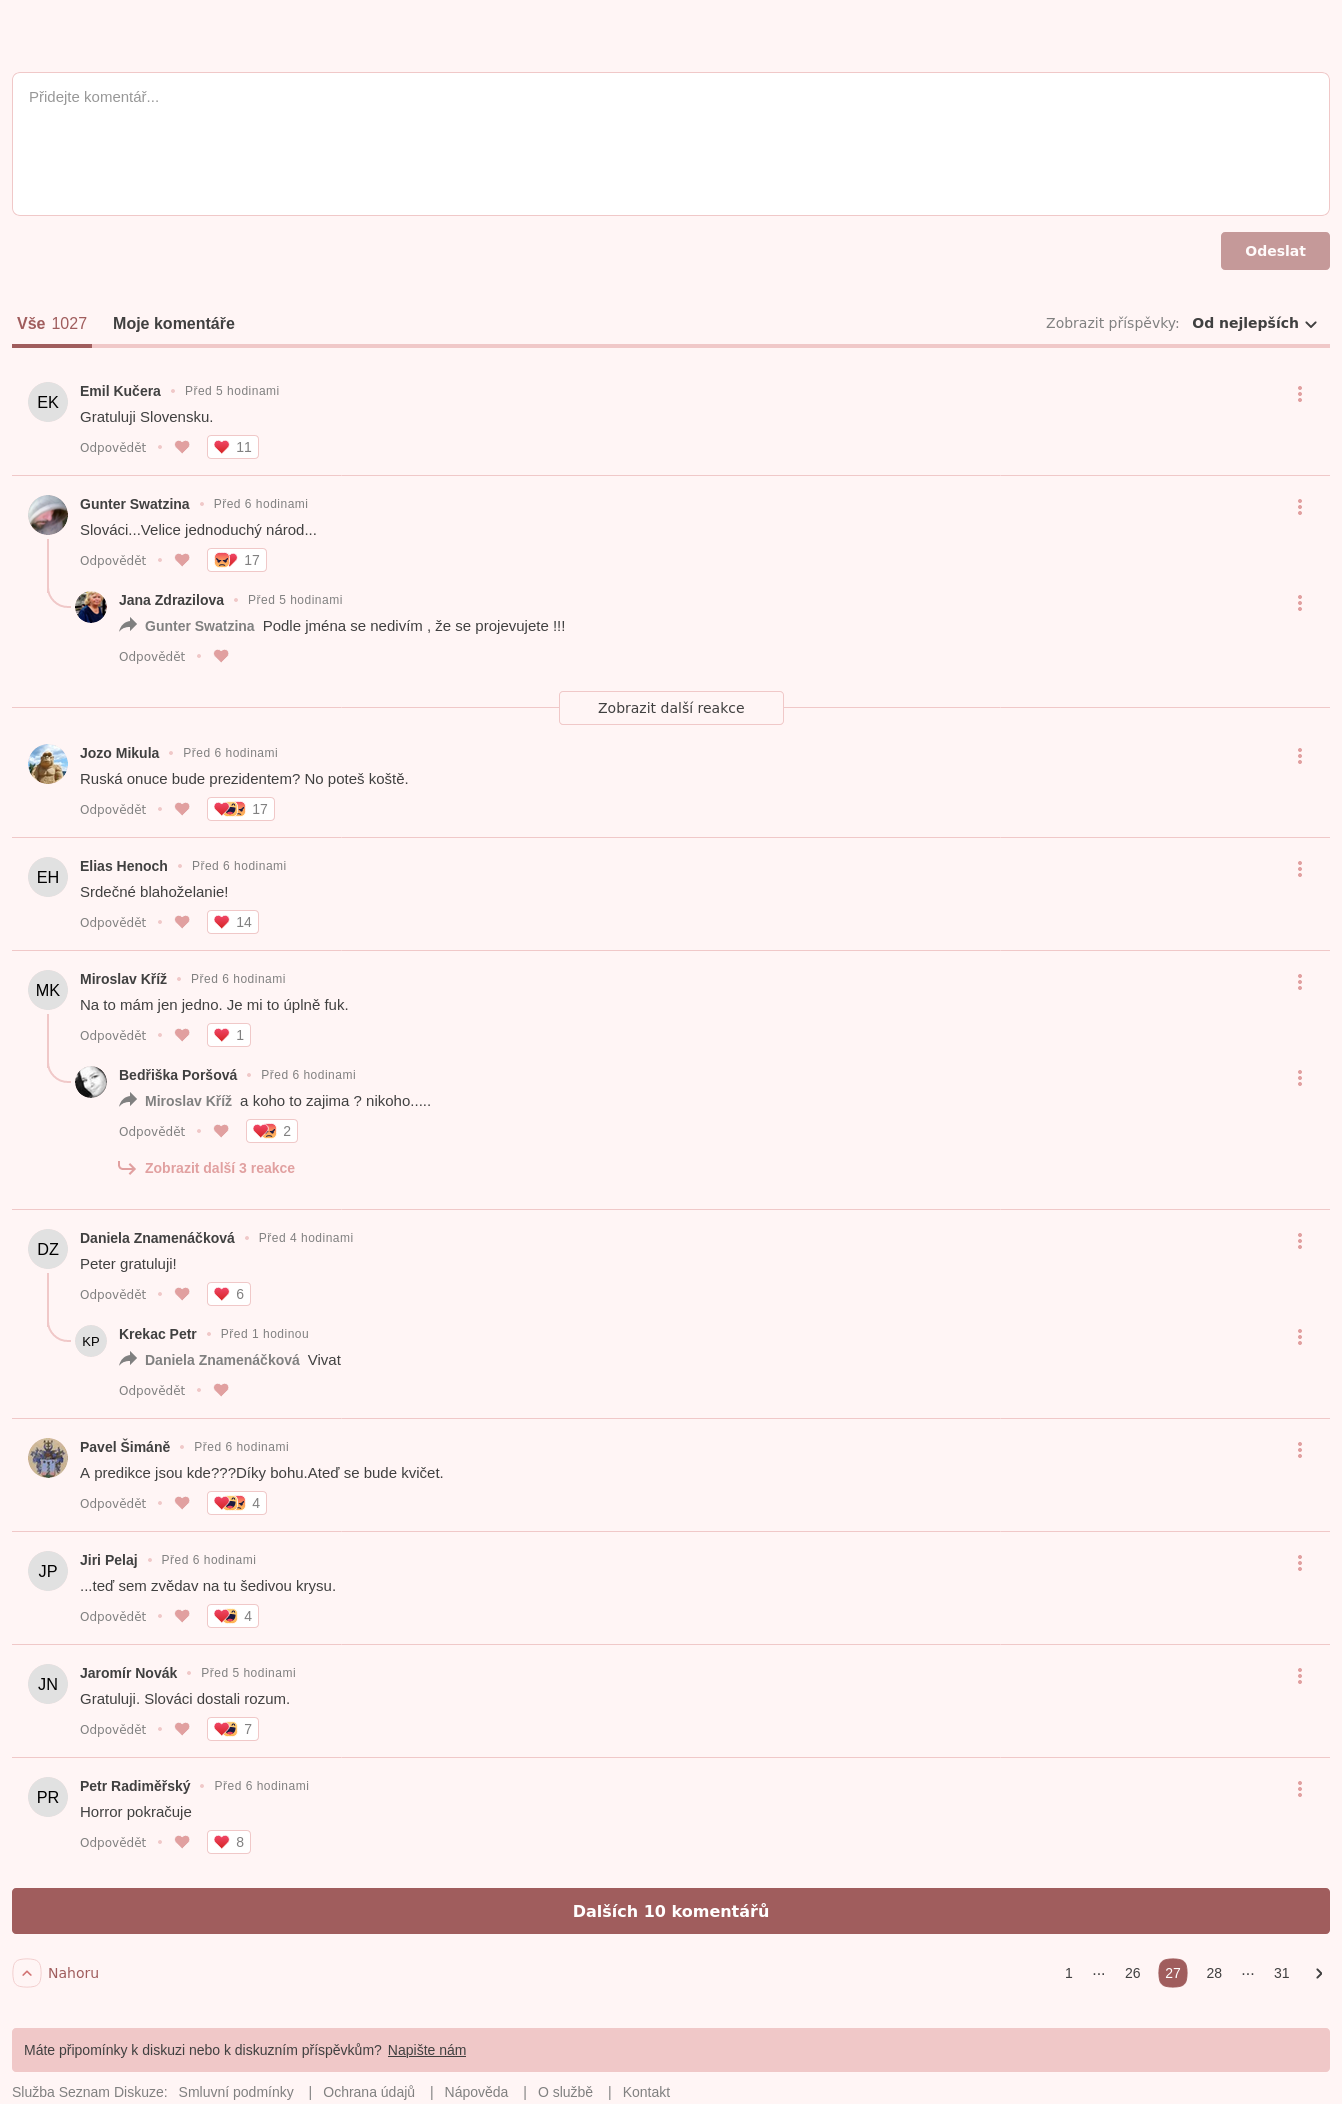 Přidejte komentář...
Odeslat
Vše 1027 Moje komentáře Zobrazit příspěvky: Od nejlepších
EK Emil Kučera • Před 5 hodinami
Gratuluji Slovensku.
Odpovědět • 11
Gunter Swatzina • Před 6 hodinami
Slováci...Velice jednoduchý národ...
Odpovědět • 17
Jana Zdrazilova • Před 5 hodinami
Gunter Swatzina Podle jména se nedivím , že se projevujete !!!
Odpovědět •
Zobrazit další reakce
Jozo Mikula • Před 6 hodinami
Ruská onuce bude prezidentem? No poteš koště.
Odpovědět • 17
EH Elias Henoch • Před 6 hodinami
Srdečné blahoželanie!
Odpovědět • 14
MK Miroslav Kříž • Před 6 hodinami
Na to mám jen jedno. Je mi to úplně fuk.
Odpovědět • 1
Bedřiška Poršová • Před 6 hodinami
Miroslav Kříž a koho to zajima ? nikoho.....
Odpovědět • 2
Zobrazit další 3 reakce
DZ Daniela Znamenáčková • Před 4 hodinami
Peter gratuluji!
Odpovědět • 6
KP Krekac Petr • Před 1 hodinou
Daniela Znamenáčková Vivat
Odpovědět •
Pavel Šimáně • Před 6 hodinami
A predikce jsou kde???Díky bohu.Ateď se bude kvičet.
Odpovědět • 4
JP Jiri Pelaj • Před 6 hodinami
...teď sem zvědav na tu šedivou krysu.
Odpovědět • 4
JN Jaromír Novák • Před 5 hodinami
Gratuluji. Slováci dostali rozum.
Odpovědět • 7
PR Petr Radiměřský • Před 6 hodinami
Horror pokračuje
Odpovědět • 8
Dalších 10 komentářů
Nahoru 1 ... 26 27 28 ... 31
Máte připomínky k diskuzi nebo k diskuzním příspěvkům? Napište nám
Služba Seznam Diskuze: Smluvní podmínky | Ochrana údajů | Nápověda | O službě | Kontakt